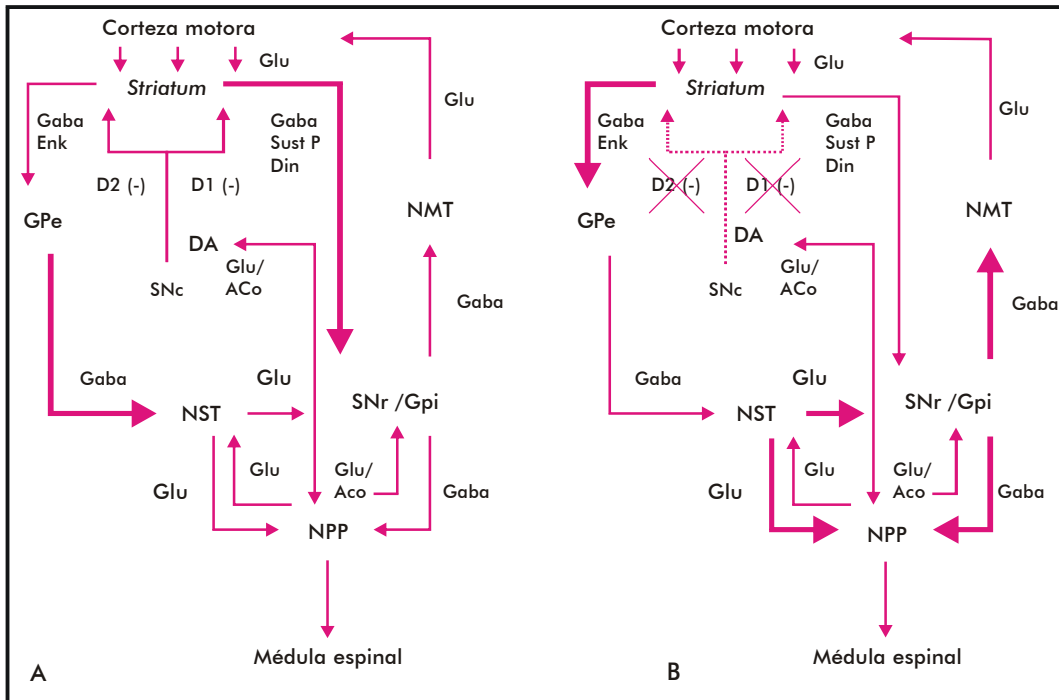 Corteza motora
Glu
Striatum
Glu
Gaba
Enk
Gaba
Sust P
Din
D2 (-)
D1 (-)
GPe
NMT
DA
Glu/
ACo
SNc
Gaba
Gaba
Glu
SNr /Gpi
NST
Glu
Glu/
Aco
Glu
Gaba
NPP
Médula espinal
A
Corteza motora
Glu
Striatum
Glu
Gaba
Enk
Gaba
Sust P
Din
D2 (-)
D1 (-)
GPe
NMT
DA
Glu/
ACo
SNc
Gaba
Gaba
Glu
SNr /Gpi
NST
Glu
Glu/
Aco
Glu
Gaba
NPP
Médula espinal
B